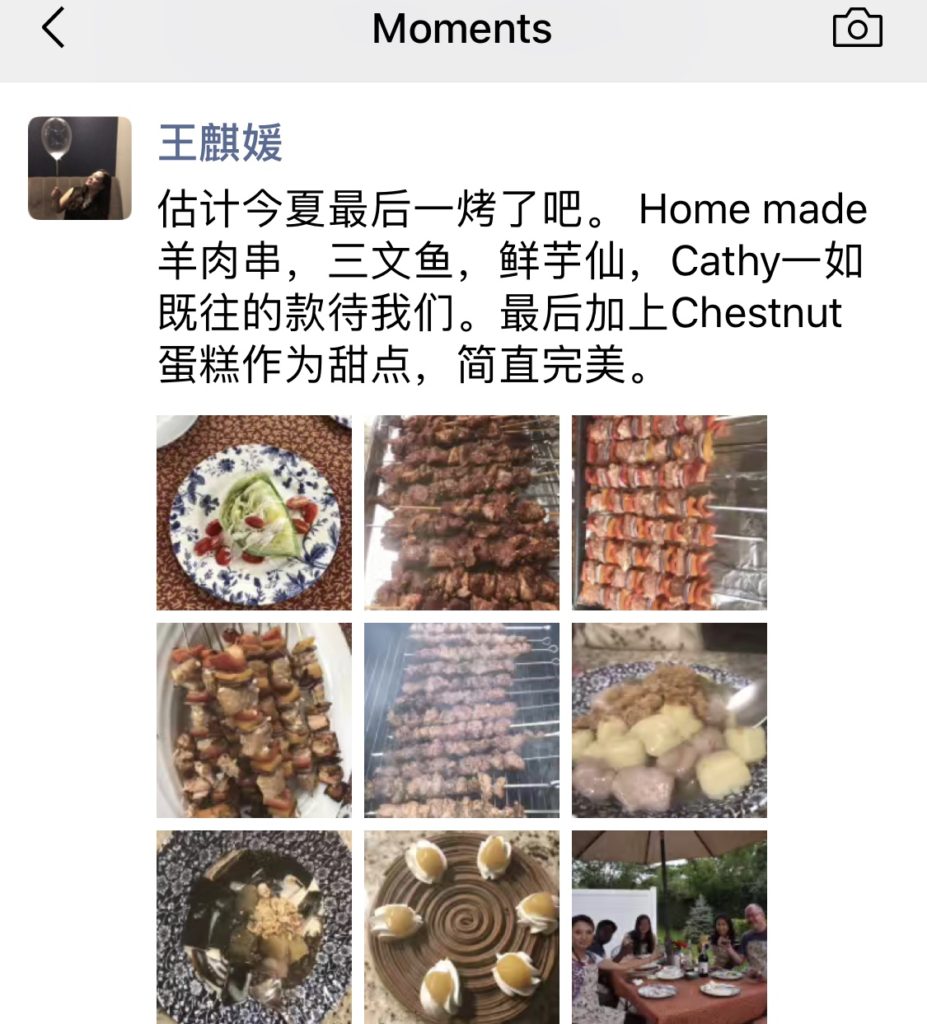 Moments
王麒媛
估计今夏最后一烤了吧。 Home made
羊肉串，三文鱼，鲜芋仙，Cathy一如
既往的款待我们。最后加上Chestnut
蛋糕作为甜点，简直完美。